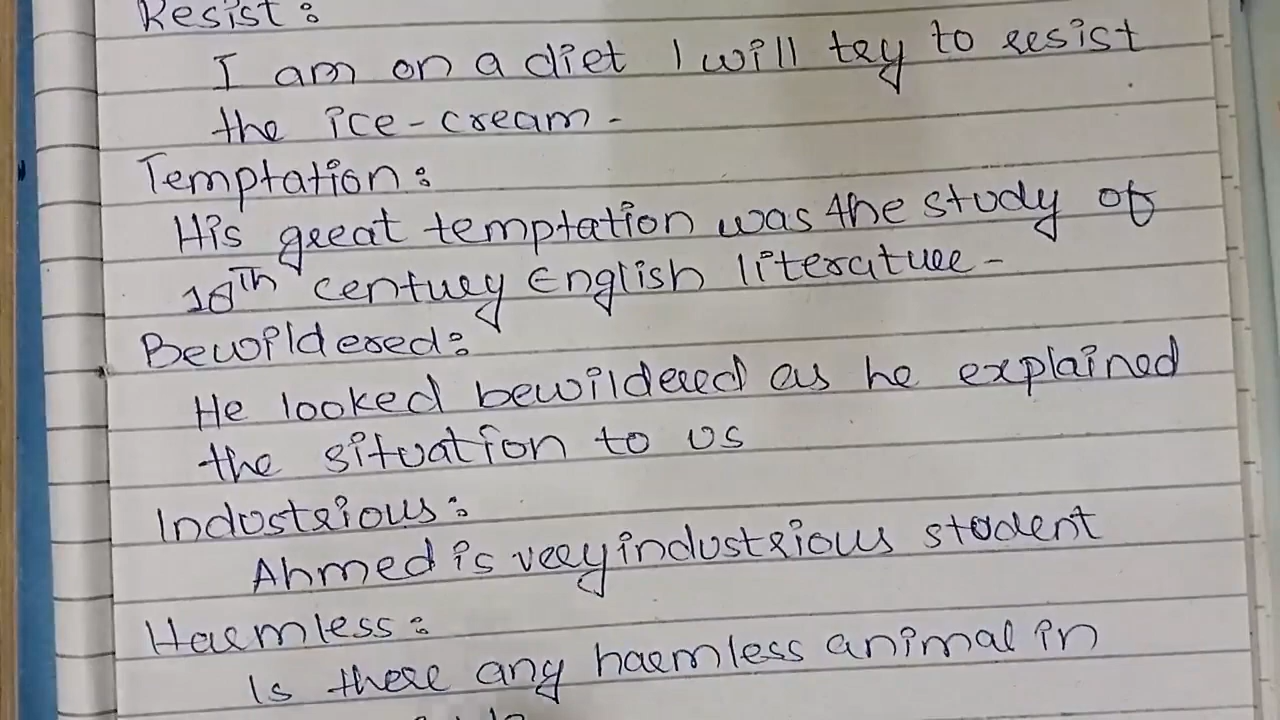 Resist:
I am on a diet I will try to resist
the ice-cream.
Temptation:
His great temptation was the study of
18th century English literature.
Bewildered:
He looked bewildered as he explained
the situation to us
Industrious:
Ahmed is very industrious student
Harmless:
Is there any harmless animal in